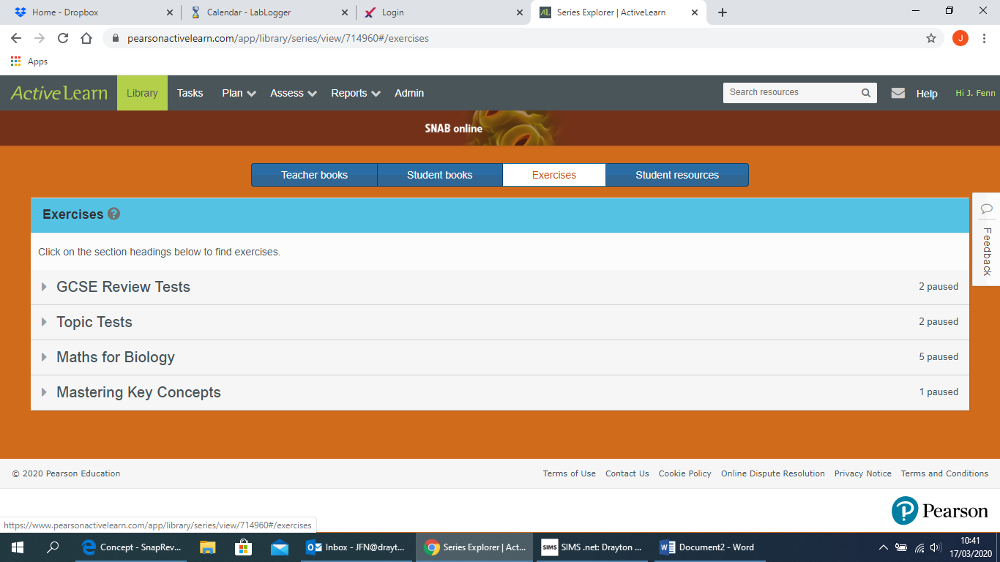 Home - Dropbox
Calendar - LabLogger
Login
AL Series Explorer | ActiveLearn
pearsonactivelearn.com/app/library/series/view/714960#/exercises
J
Apps
ActiveLearn Library Tasks Plan Assess Reports Admin Search resources Help Hi J. Fenn
SNAB online
Teacher books Student books Exercises Student resources
Exercises ?
Click on the section headings below to find exercises.
GCSE Review Tests 2 paused
Topic Tests 2 paused
Maths for Biology 5 paused
Mastering Key Concepts 1 paused
Feedback
© 2020 Pearson Education Terms of Use Contact Us Cookie Policy Online Dispute Resolution Privacy Notice Terms and Conditions
Pearson
https://www.pearsonactivelearn.com/app/library/series/view/714960#/exercises
Concept - SnapRev... Inbox - JFN@drayt... Series Explorer | Act... SIMS SIMS .net: Drayton ... Document2 - Word 10:41
17/03/2020